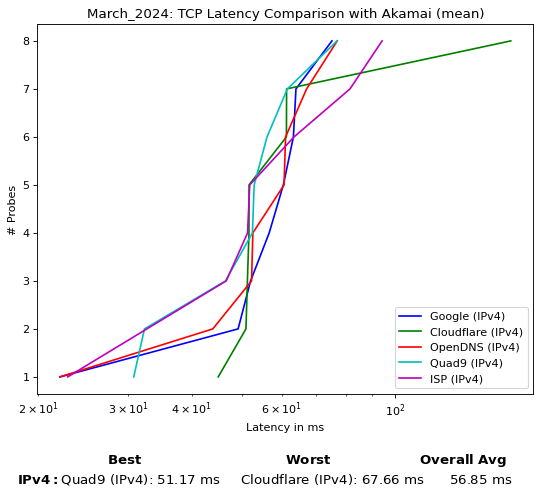 March_2024: TCP Latency Comparison with Akamai (mean)
# Probes
8
7
6
5
4
3
2
1
Google (IPv4)
Cloudflare (IPv4)
OpenDNS (IPv4)
Quad9 (IPv4)
ISP (IPv4)
2 × 10¹ 3 × 10¹ 4 × 10¹ 6 × 10¹ 10²
Latency in ms
Best Worst Overall Avg
IPv4: Quad9 (IPv4): 51.17 ms Cloudflare (IPv4): 67.66 ms 56.85 ms